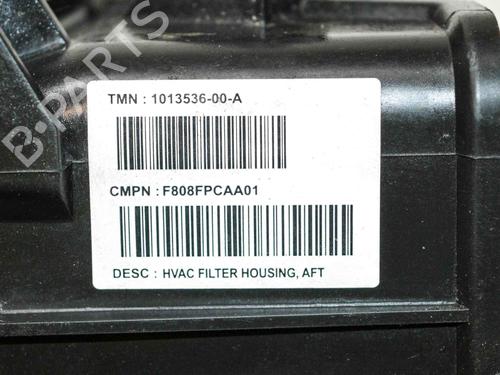 B-PARTS
TMN : 1013536-00-A
CMPN : F808FPCAA01
DESC : HVAC FILTER HOUSING, AFT